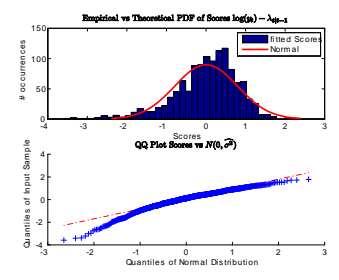 Empirical vs Theoretical PDF of Scores log(yₜ) − λₜ|ₜ₋₁
150
100
50
0
# occurrences
fitted Scores
Normal
-4 -3 -2 -1 0 1 2 3
Scores
QQ Plot Scores vs N(0, σ̂²)
4
2
0
-2
-4
Quantiles of Input Sample
-3 -2 -1 0 1 2 3
Quantiles of Normal Distribution